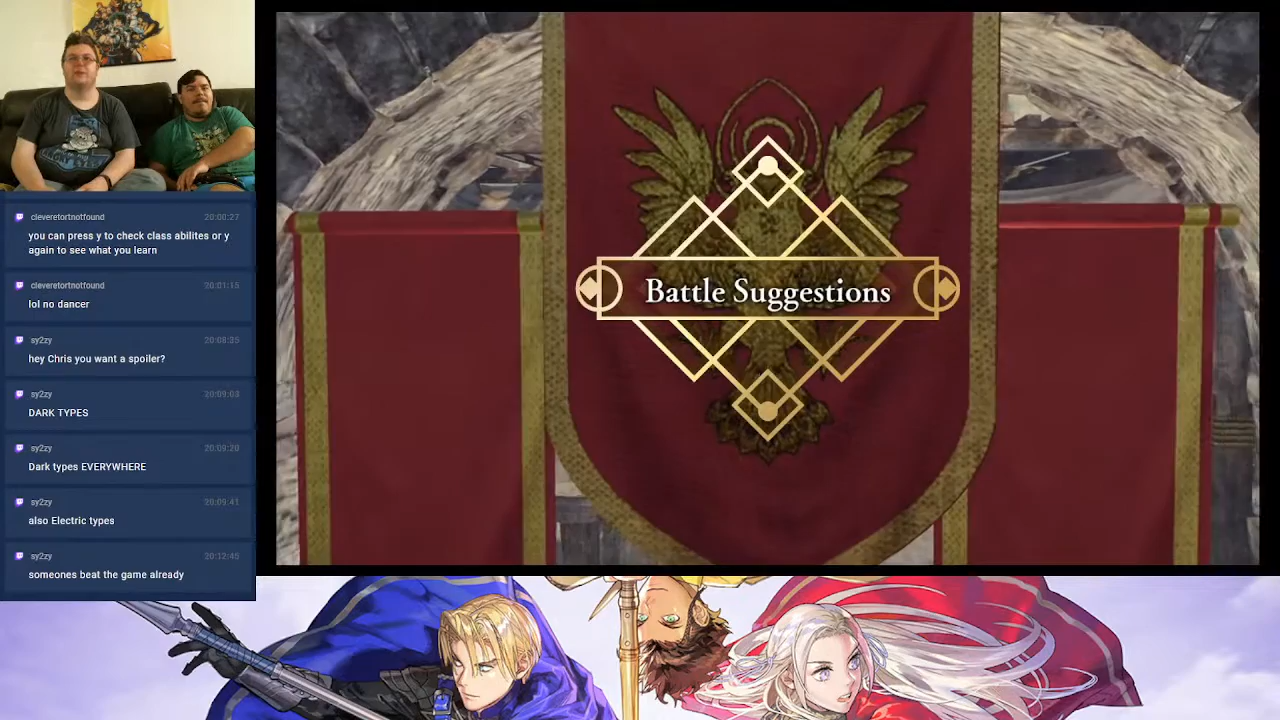 cleveretortnotfound 20:00:27
you can press y to check class abilites or y
again to see what you learn
cleveretortnotfound 20:01:15
lol no dancer
sy2zy 20:08:35
hey Chris you want a spoiler?
sy2zy 20:09:03
DARK TYPES
sy2zy 20:09:20
Dark types EVERYWHERE
sy2zy 20:09:41
also Electric types
sy2zy 20:12:45
someones beat the game already
Battle Suggestions